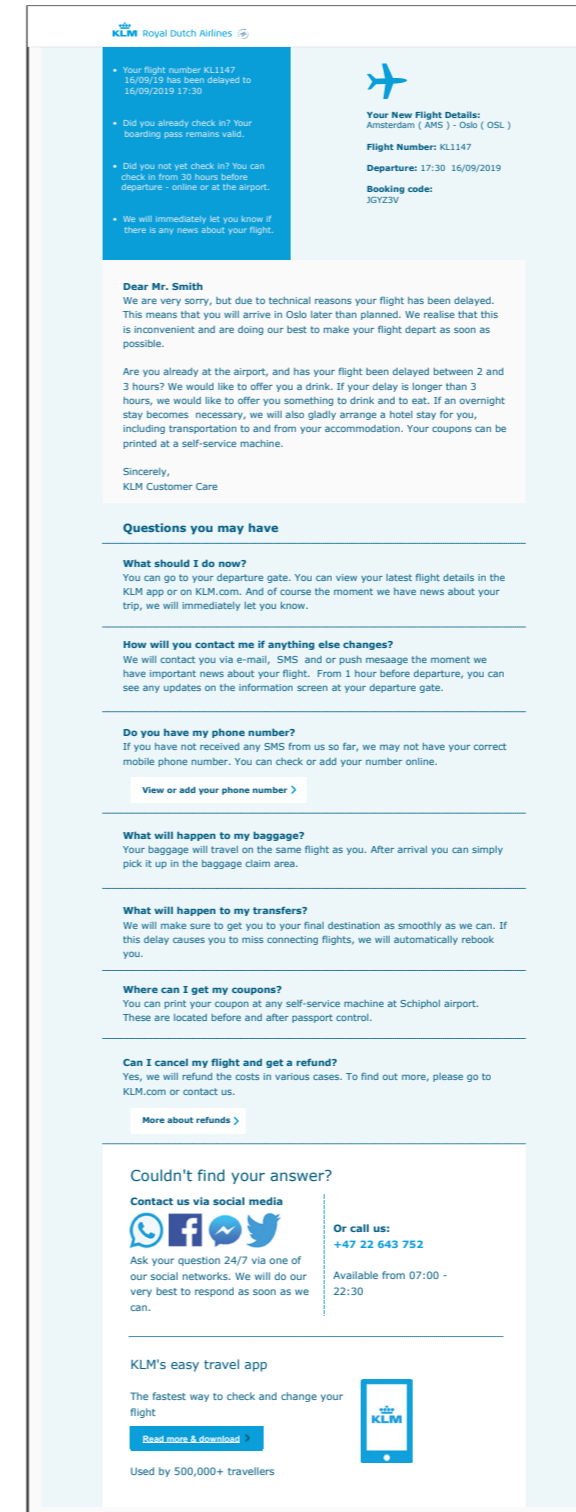 KLM Royal Dutch Airlines
• Your flight number KL1147
16/09/19 has been delayed to
16/09/2019 17:30
• Did you already check in? Your
boarding pass remains valid.
• Did you not yet check in? You can
check in from 30 hours before
departure - online or at the airport.
• We will immediately let you know if
there is any news about your flight.
Your New Flight Details:
Amsterdam ( AMS ) - Oslo ( OSL )
Flight Number: KL1147
Departure: 17:30 16/09/2019
Booking code:
JGYZ3V
Dear Mr. Smith
We are very sorry, but due to technical reasons your flight has been delayed.
This means that you will arrive in Oslo later than planned. We realise that this
is inconvenient and are doing our best to make your flight depart as soon as
possible.
Are you already at the airport, and has your flight been delayed between 2 and
3 hours? We would like to offer you a drink. If your delay is longer than 3
hours, we would like to offer you something to drink and to eat. If an overnight
stay becomes necessary, we will also gladly arrange a hotel stay for you,
including transportation to and from your accommodation. Your coupons can be
printed at a self-service machine.
Sincerely,
KLM Customer Care
Questions you may have
What should I do now?
You can go to your departure gate. You can view your latest flight details in the
KLM app or on KLM.com. And of course the moment we have news about your
trip, we will immediately let you know.
How will you contact me if anything else changes?
We will contact you via e-mail, SMS and or push mesaage the moment we
have important news about your flight. From 1 hour before departure, you can
see any updates on the information screen at your departure gate.
Do you have my phone number?
If you have not received any SMS from us so far, we may not have your correct
mobile phone number. You can check or add your number online.
View or add your phone number >
What will happen to my baggage?
Your baggage will travel on the same flight as you. After arrival you can simply
pick it up in the baggage claim area.
What will happen to my transfers?
We will make sure to get you to your final destination as smoothly as we can. If
this delay causes you to miss connecting flights, we will automatically rebook
you.
Where can I get my coupons?
You can print your coupon at any self-service machine at Schiphol airport.
These are located before and after passport control.
Can I cancel my flight and get a refund?
Yes, we will refund the costs in various cases. To find out more, please go to
KLM.com or contact us.
More about refunds >
Couldn't find your answer?
Contact us via social media
Ask your question 24/7 via one of
our social networks. We will do our
very best to respond as soon as we
can.
Or call us:
+47 22 643 752
Available from 07:00 -
22:30
KLM's easy travel app
The fastest way to check and change your
flight
Read more & download >
Used by 500,000+ travellers
KLM